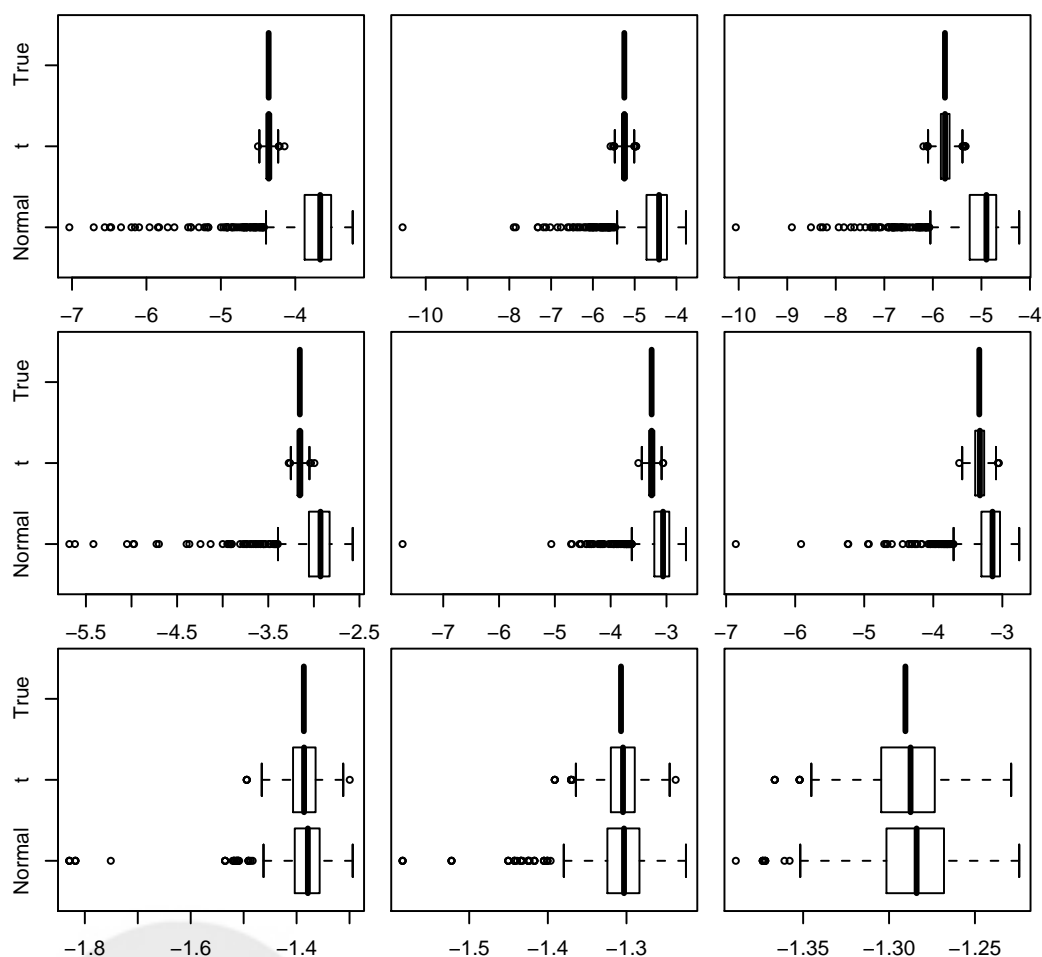 True
t
Normal
−7 −6 −5 −4
−10 −8 −7 −6 −5 −4
−10 −9 −8 −7 −6 −5 −4
True
t
Normal
−5.5 −4.5 −3.5 −2.5
−7 −6 −5 −4 −3
−7 −6 −5 −4 −3
True
t
Normal
−1.8 −1.6 −1.4
−1.5 −1.4 −1.3
−1.35 −1.30 −1.25